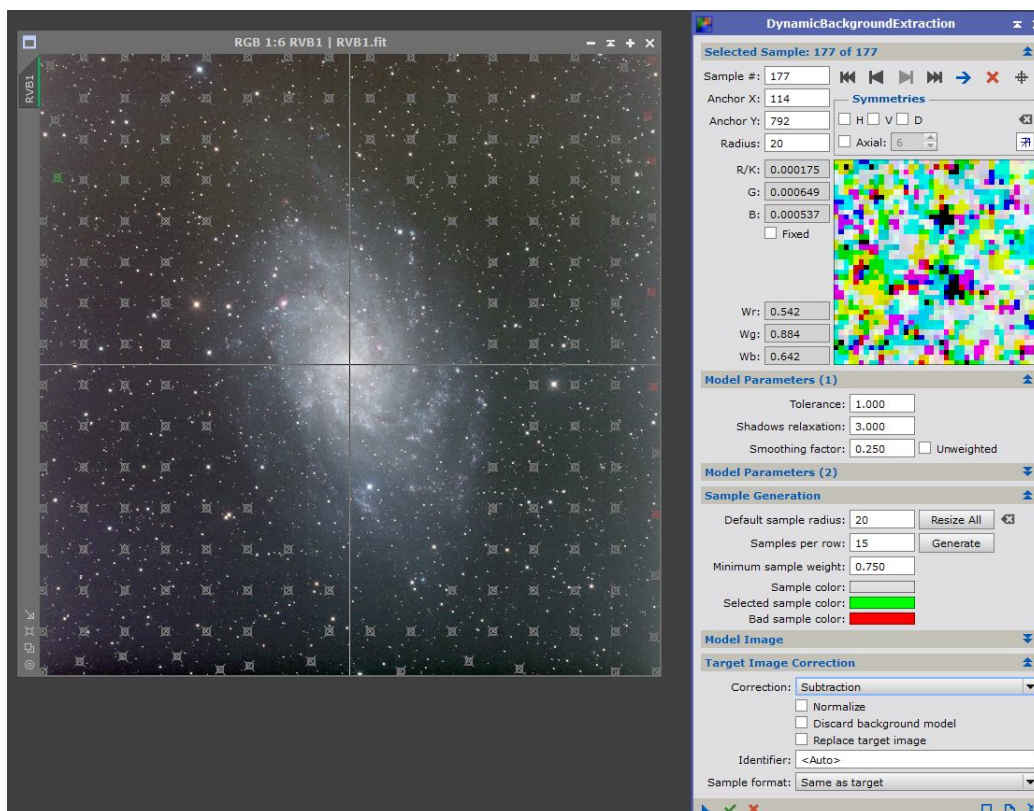 RGB 1:6 RVB1 | RVB1.fit
RVB1
DynamicBackgroundExtraction
Selected Sample: 177 of 177
Sample #: 177
Anchor X: 114
Anchor Y: 792
Radius: 20
Symmetries
H V D
Axial: 6
R/K: 0.000175
G: 0.000649
B: 0.000537
Fixed
Wr: 0.542
Wg: 0.884
Wb: 0.642
Model Parameters (1)
Tolerance: 1.000
Shadows relaxation: 3.000
Smoothing factor: 0.250 Unweighted
Model Parameters (2)
Sample Generation
Default sample radius: 20 Resize All
Samples per row: 15 Generate
Minimum sample weight: 0.750
Sample color:
Selected sample color:
Bad sample color:
Model Image
Target Image Correction
Correction: Subtraction
Normalize
Discard background model
Replace target image
Identifier: <Auto>
Sample format: Same as target